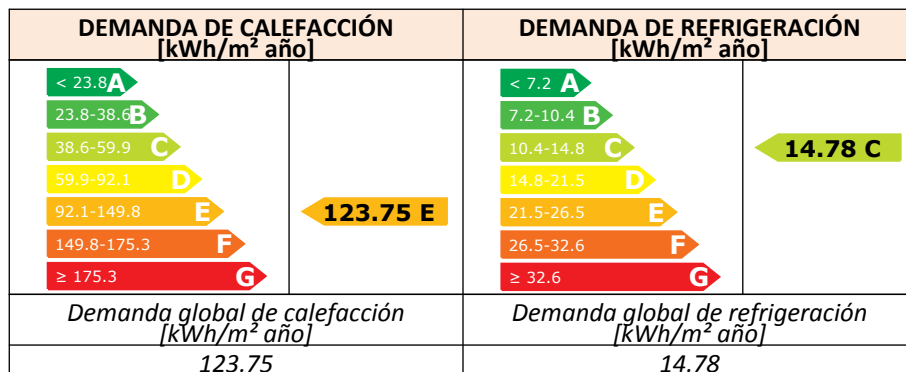 DEMANDA DE CALEFACCIÓN
[kWh/m² año]
DEMANDA DE REFRIGERACIÓN
[kWh/m² año]
< 23.8 A
23.8-38.6 B
38.6-59.9 C
59.9-92.1 D
92.1-149.8 E
149.8-175.3 F
≥ 175.3 G
123.75 E
< 7.2 A
7.2-10.4 B
10.4-14.8 C
14.8-21.5 D
21.5-26.5 E
26.5-32.6 F
≥ 32.6 G
14.78 C
Demanda global de calefacción
[kWh/m² año]
Demanda global de refrigeración
[kWh/m² año]
123.75
14.78